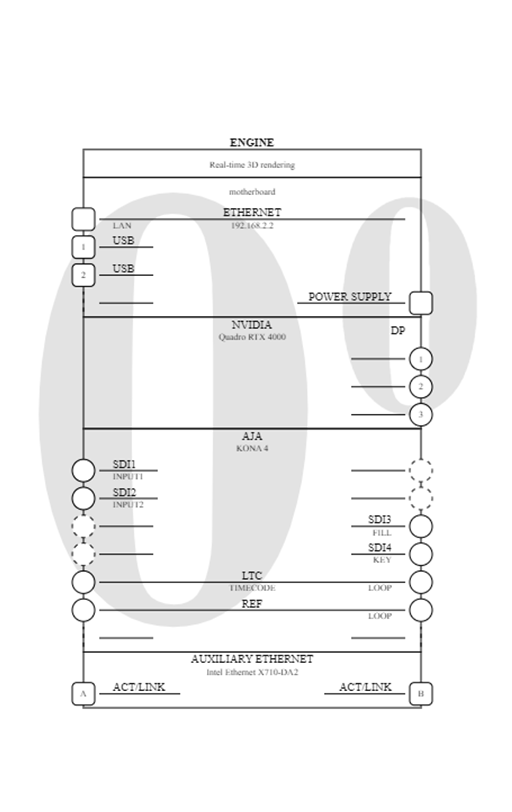 ENGINE
Real-time 3D rendering
motherboard
ETHERNET
LAN 192.168.2.2
1 USB
2 USB
POWER SUPPLY
NVIDIA
Quadro RTX 4000
DP
1
2
3
AJA
KONA 4
SDI1
INPUT1
SDI2
INPUT2
SDI3
FILL
SDI4
KEY
LTC
TIMECODE LOOP
REF
LOOP
AUXILIARY ETHERNET
Intel Ethernet X710-DA2
A ACT/LINK ACT/LINK B
00